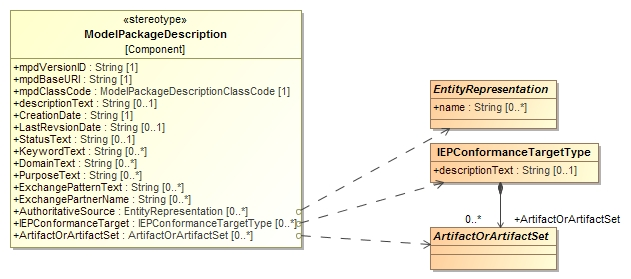 «stereotype»
ModelPackageDescription
[Component]
+mpdVersionID : String [1]
+mpdBaseURI : String [1]
+mpdClassCode : ModelPackageDescriptionClassCode [1]
+descriptionText : String [0..1]
+CreationDate : String [1]
+LastRevsionDate : String [0..1]
+StatusText : String [0..1]
+KeywordText : String [0..*]
+DomainText : String [0..*]
+PurposeText : String [0..*]
+ExchangePatternText : String [0..*]
+ExchangePartnerName : String [0..*]
+AuthoritativeSource : EntityRepresentation [0..*]
+IEPConformanceTarget : IEPConformanceTargetType [0..*]
+ArtifactOrArtifactSet : ArtifactOrArtifactSet [0..*]
EntityRepresentation
+name : String [0..*]
IEPConformanceTargetType
+descriptionText : String [0..1]
0..*
+ArtifactOrArtifactSet
ArtifactOrArtifactSet